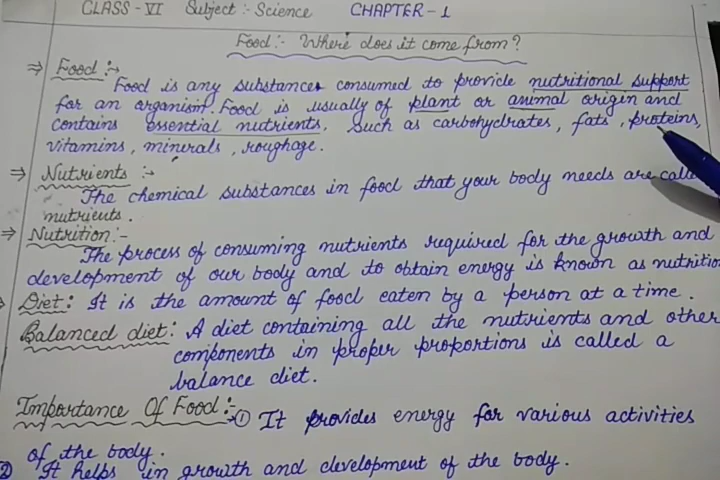 CLASS - VI Subject :- Science CHAPTER - 1
Food :- Where does it come from?
⇒ Food :-
Food is any substances consumed to provide nutritional support
for an organism. Food is usually of plant or animal origin and
contains essential nutrients, such as carbohydrates, fats, proteins,
vitamins, minerals, roughage.
⇒ Nutrients :-
The chemical substances in food that your body needs are
nutrients.
⇒ Nutrition :-
The process of consuming nutrients required for the growth and
development of our body and to obtain energy is known as nutrition
Diet : It is the amount of food eaten by a person at a time.
Balanced diet : A diet containing all the nutrients and other
components in proper proportions is called a
balance diet.
Importance Of Food :- ① It provides energy for various activities
of the body.
② It helps in growth and development of the body.